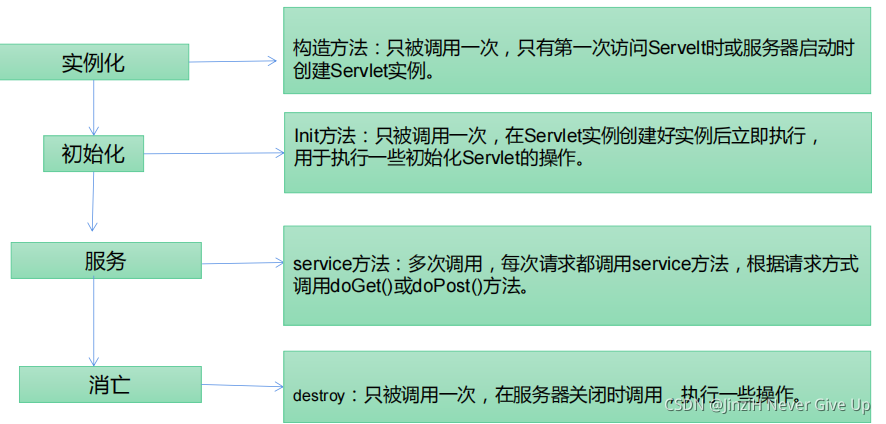 实例化
构造方法：只被调用一次，只有第一次访问Servelt时或服务器启动时
创建Servlet实例。
初始化
Init方法：只被调用一次，在Servlet实例创建好实例后立即执行，
用于执行一些初始化Servlet的操作。
服务
service方法：多次调用，每次请求都调用service方法，根据请求方式
调用doGet()或doPost()方法。
消亡
destroy：只被调用一次，在服务器关闭时调用，执行一些操作。
CSDN @JinziH Never Give Up